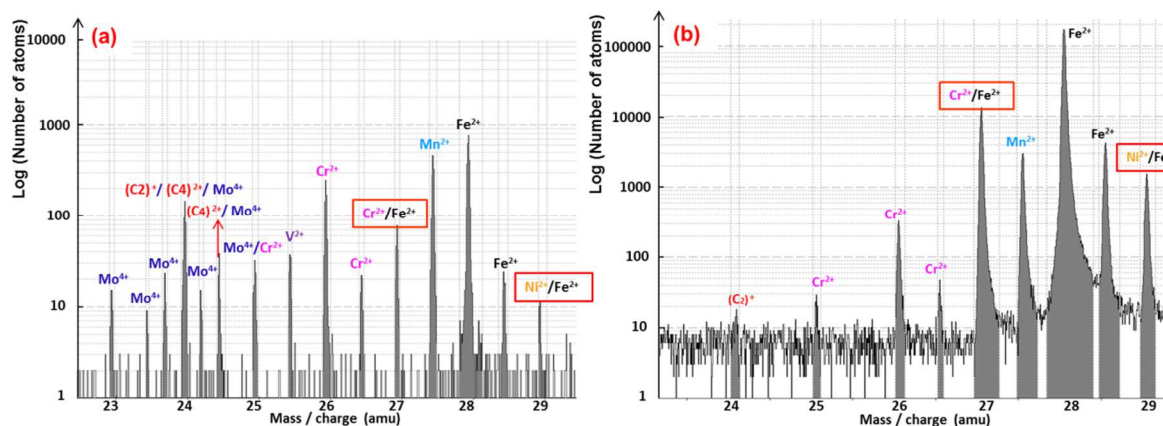 (a)
Log (Number of atoms)
10000
1000
100
10
1
Fe²⁺
Mn²⁺
Cr²⁺
(C2)⁺/ (C4) ²⁺/ Mo⁴⁺
(C4) ²⁺/ Mo⁴⁺
Cr²⁺/Fe²⁺
Mo⁴⁺/Cr²⁺
V²⁺
Mo⁴⁺
Mo⁴⁺
Mo⁴⁺
Mo⁴⁺
Cr²⁺
Fe²⁺
Ni²⁺/Fe²⁺
23 24 25 26 27 28 29
Mass / charge (amu)
(b)
Log (Number of atoms)
100000
10000
1000
100
10
1
Fe²⁺
Cr²⁺/Fe²⁺
Mn²⁺
Fe²⁺
Ni²⁺/Fe
Cr²⁺
Cr²⁺
Cr²⁺
(C₂)⁺
24 25 26 27 28 29
Mass / charge (amu)